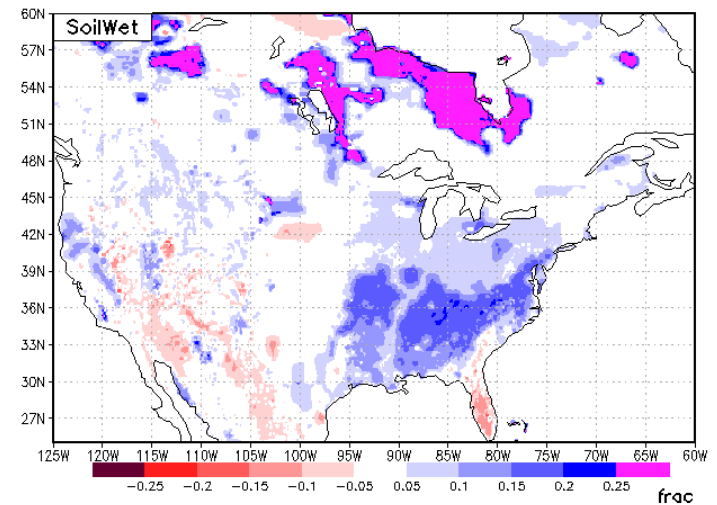 SoilWet
60N
57N
54N
51N
48N
45N
42N
39N
36N
33N
30N
27N
125W 120W 115W 110W 105W 100W 95W 90W 85W 80W 75W 70W 65W 60W
-0.25 -0.2 -0.15 -0.1 -0.05 0.05 0.1 0.15 0.2 0.25
frac